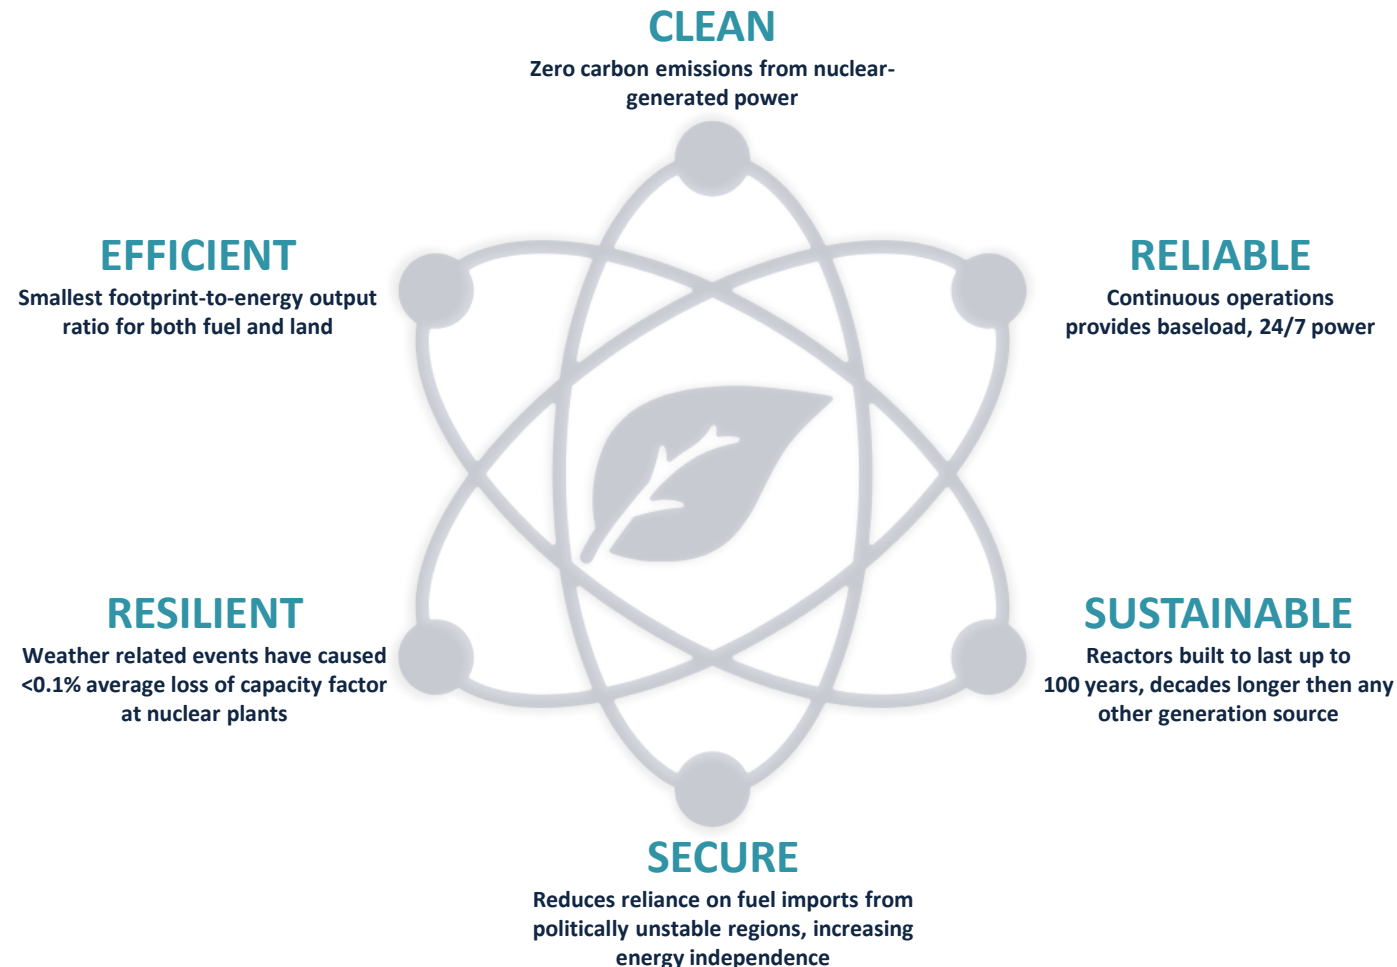 CLEAN
Zero carbon emissions from nuclear-
generated power
EFFICIENT
Smallest footprint-to-energy output
ratio for both fuel and land
RELIABLE
Continuous operations
provides baseload, 24/7 power
RESILIENT
Weather related events have caused
<0.1% average loss of capacity factor
at nuclear plants
SUSTAINABLE
Reactors built to last up to
100 years, decades longer then any
other generation source
SECURE
Reduces reliance on fuel imports from
politically unstable regions, increasing
energy independence